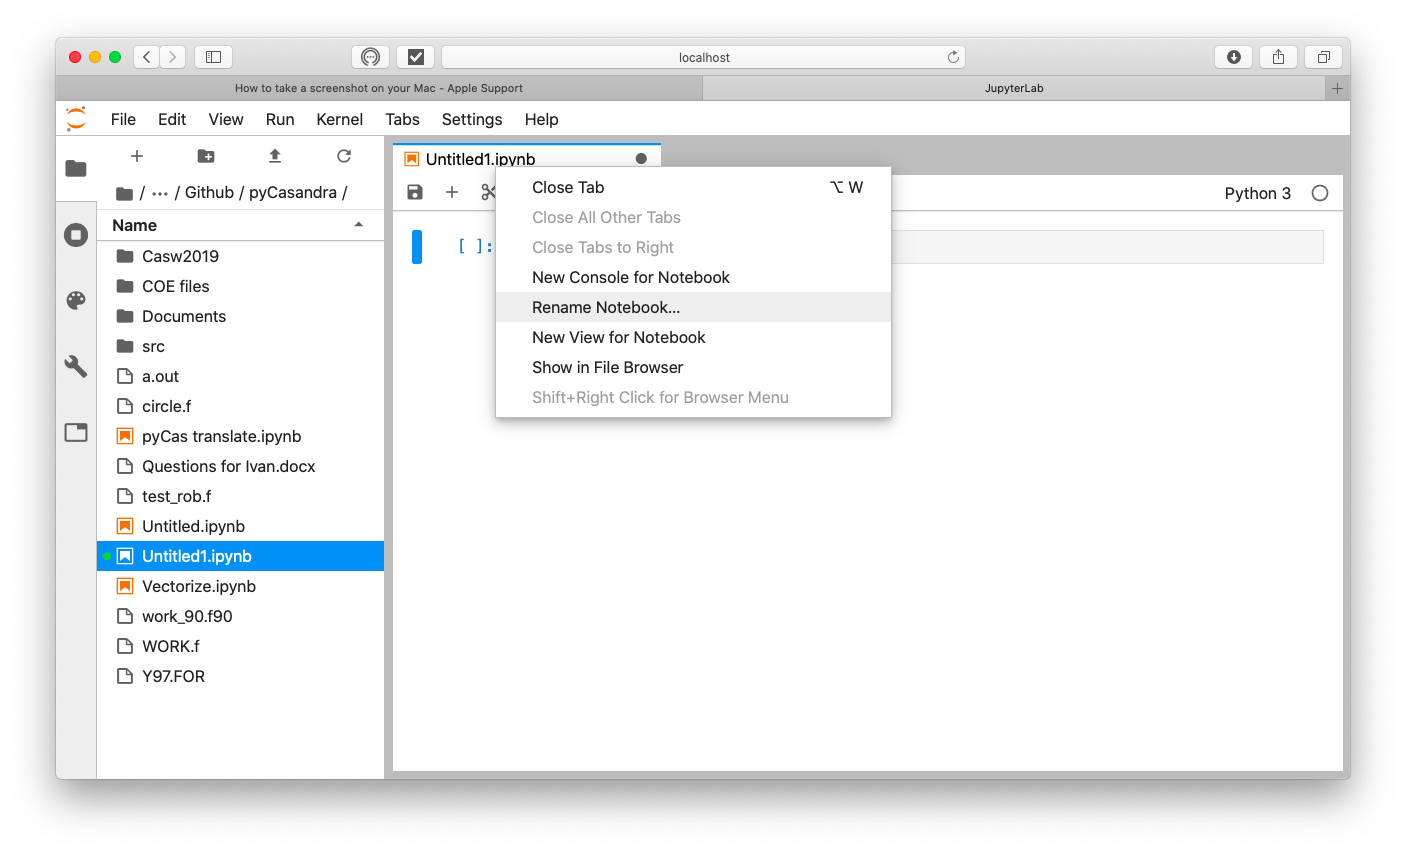 localhost
How to take a screenshot on your Mac - Apple Support
JupyterLab
File Edit View Run Kernel Tabs Settings Help
Untitled1.ipynb
/ ··· / Github / pyCasandra /
Python 3
Name
[ ]:
Casw2019
COE files
Documents
src
a.out
circle.f
pyCas translate.ipynb
Questions for Ivan.docx
test_rob.f
Untitled.ipynb
Untitled1.ipynb
Vectorize.ipynb
work_90.f90
WORK.f
Y97.FOR
Close Tab ⌥ W
Close All Other Tabs
Close Tabs to Right
New Console for Notebook
Rename Notebook...
New View for Notebook
Show in File Browser
Shift+Right Click for Browser Menu